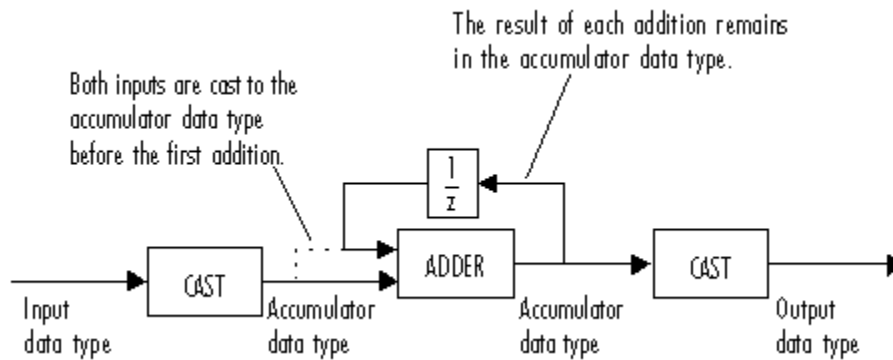 The result of each addition remains
in the accumulator data type.
Both inputs are cast to the
accumulator data type
before the first addition.
1
z
CAST
ADDER
CAST
Input
data type
Accumulator
data type
Accumulator
data type
Output
data type